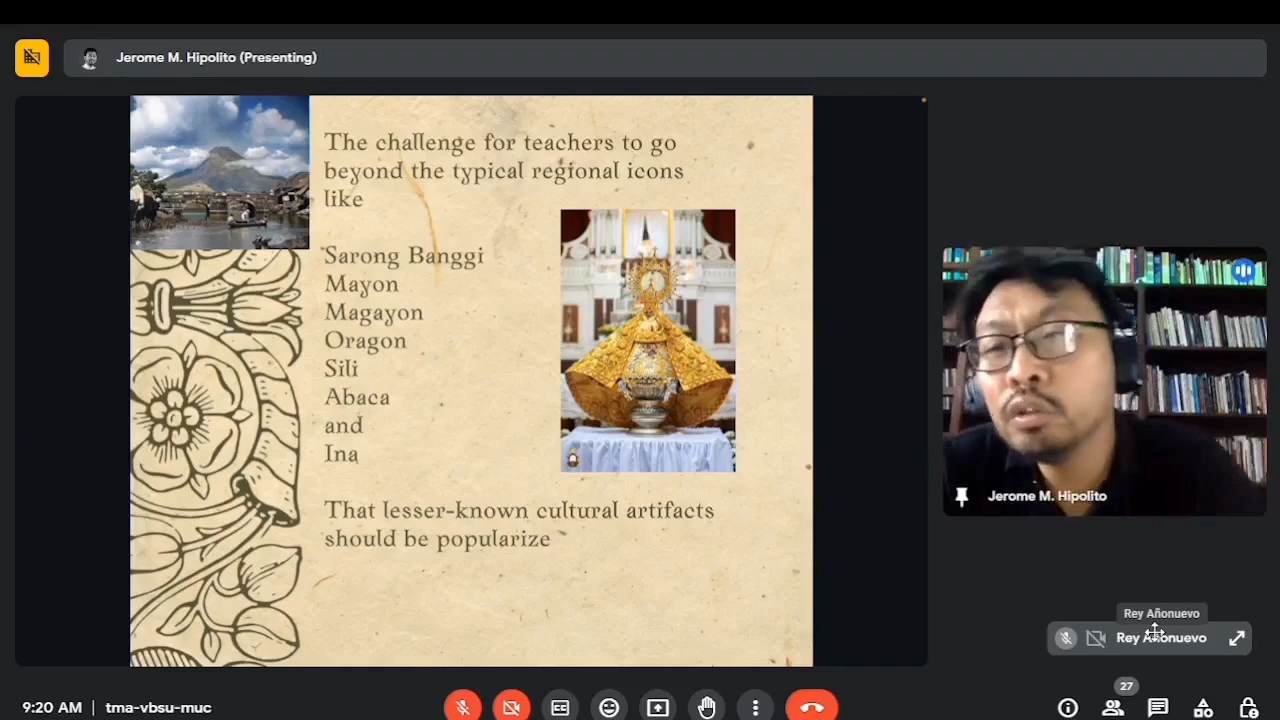 Jerome M. Hipolito (Presenting)
The challenge for teachers to go
beyond the typical regional icons
like
Sarong Banggi
Mayon
Magayon
Oragon
Sili
Abaca
and
Ina
That lesser-known cultural artifacts
should be popularize
Jerome M. Hipolito
Rey Añonuevo
Rey Añonuevo
27
9:20 AM | tma-vbsu-muc